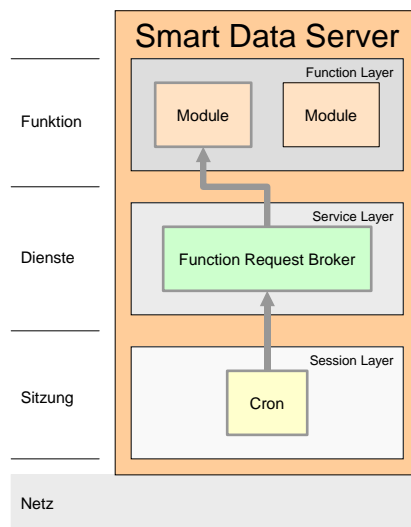 Smart Data Server
Function Layer
Funktion
Module
Module
Service Layer
Dienste
Function Request Broker
Session Layer
Sitzung
Cron
Netz